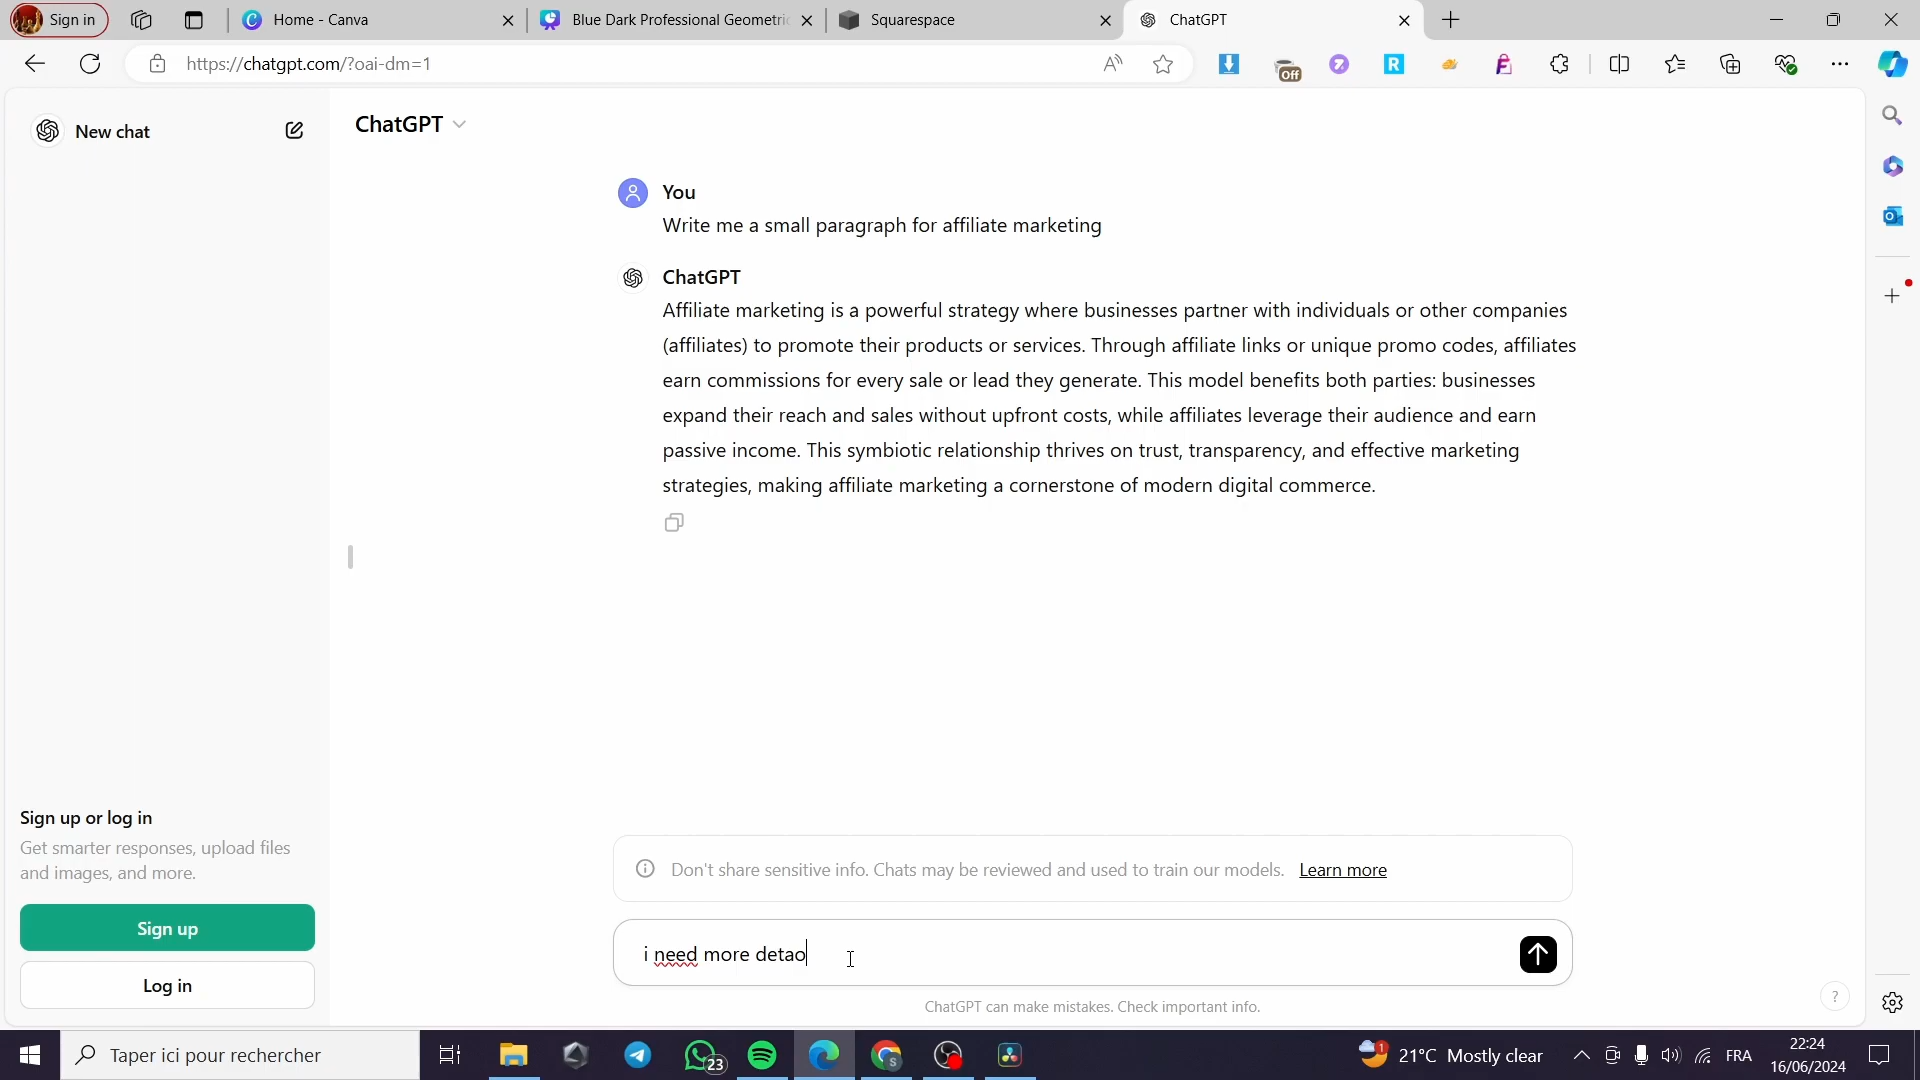 Sign in
Home - Canva
Blue Dark Professional Geometric
Squarespace
ChatGPT
https://chatgpt.com/?oai-dm=1
Off
New chat
ChatGPT
You
Write me a small paragraph for affiliate marketing
ChatGPT
Affiliate marketing is a powerful strategy where businesses partner with individuals or other companies
(affiliates) to promote their products or services. Through affiliate links or unique promo codes, affiliates
earn commissions for every sale or lead they generate. This model benefits both parties: businesses
expand their reach and sales without upfront costs, while affiliates leverage their audience and earn
passive income. This symbiotic relationship thrives on trust, transparency, and effective marketing
strategies, making affiliate marketing a cornerstone of modern digital commerce.
Sign up or log in
Get smarter responses, upload files
and images, and more.
Sign up
Log in
Don't share sensitive info. Chats may be reviewed and used to train our models. Learn more
i need more detao
ChatGPT can make mistakes. Check important info.
?
Taper ici pour rechercher
23
1
21°C Mostly clear
FRA
22:24
16/06/2024